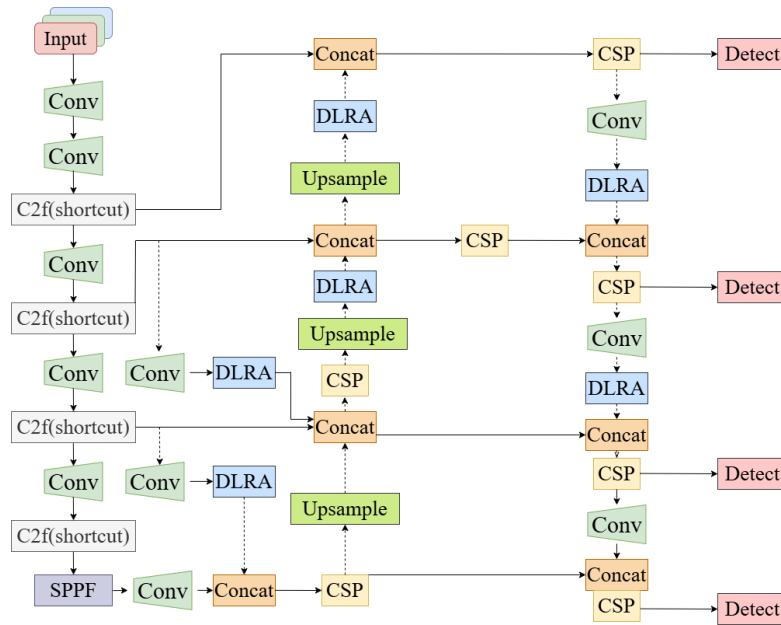 Input
Concat
CSP
Detect
Conv
DLRA
Conv
Conv
Upsample
DLRA
C2f(shortcut)
Concat
CSP
Concat
Conv
DLRA
CSP
Detect
C2f(shortcut)
Upsample
Conv
Conv
Conv
DLRA
CSP
DLRA
C2f(shortcut)
Concat
Concat
Conv
Conv
DLRA
CSP
Detect
Upsample
Conv
C2f(shortcut)
SPPF
Conv
Concat
CSP
Concat
CSP
Detect